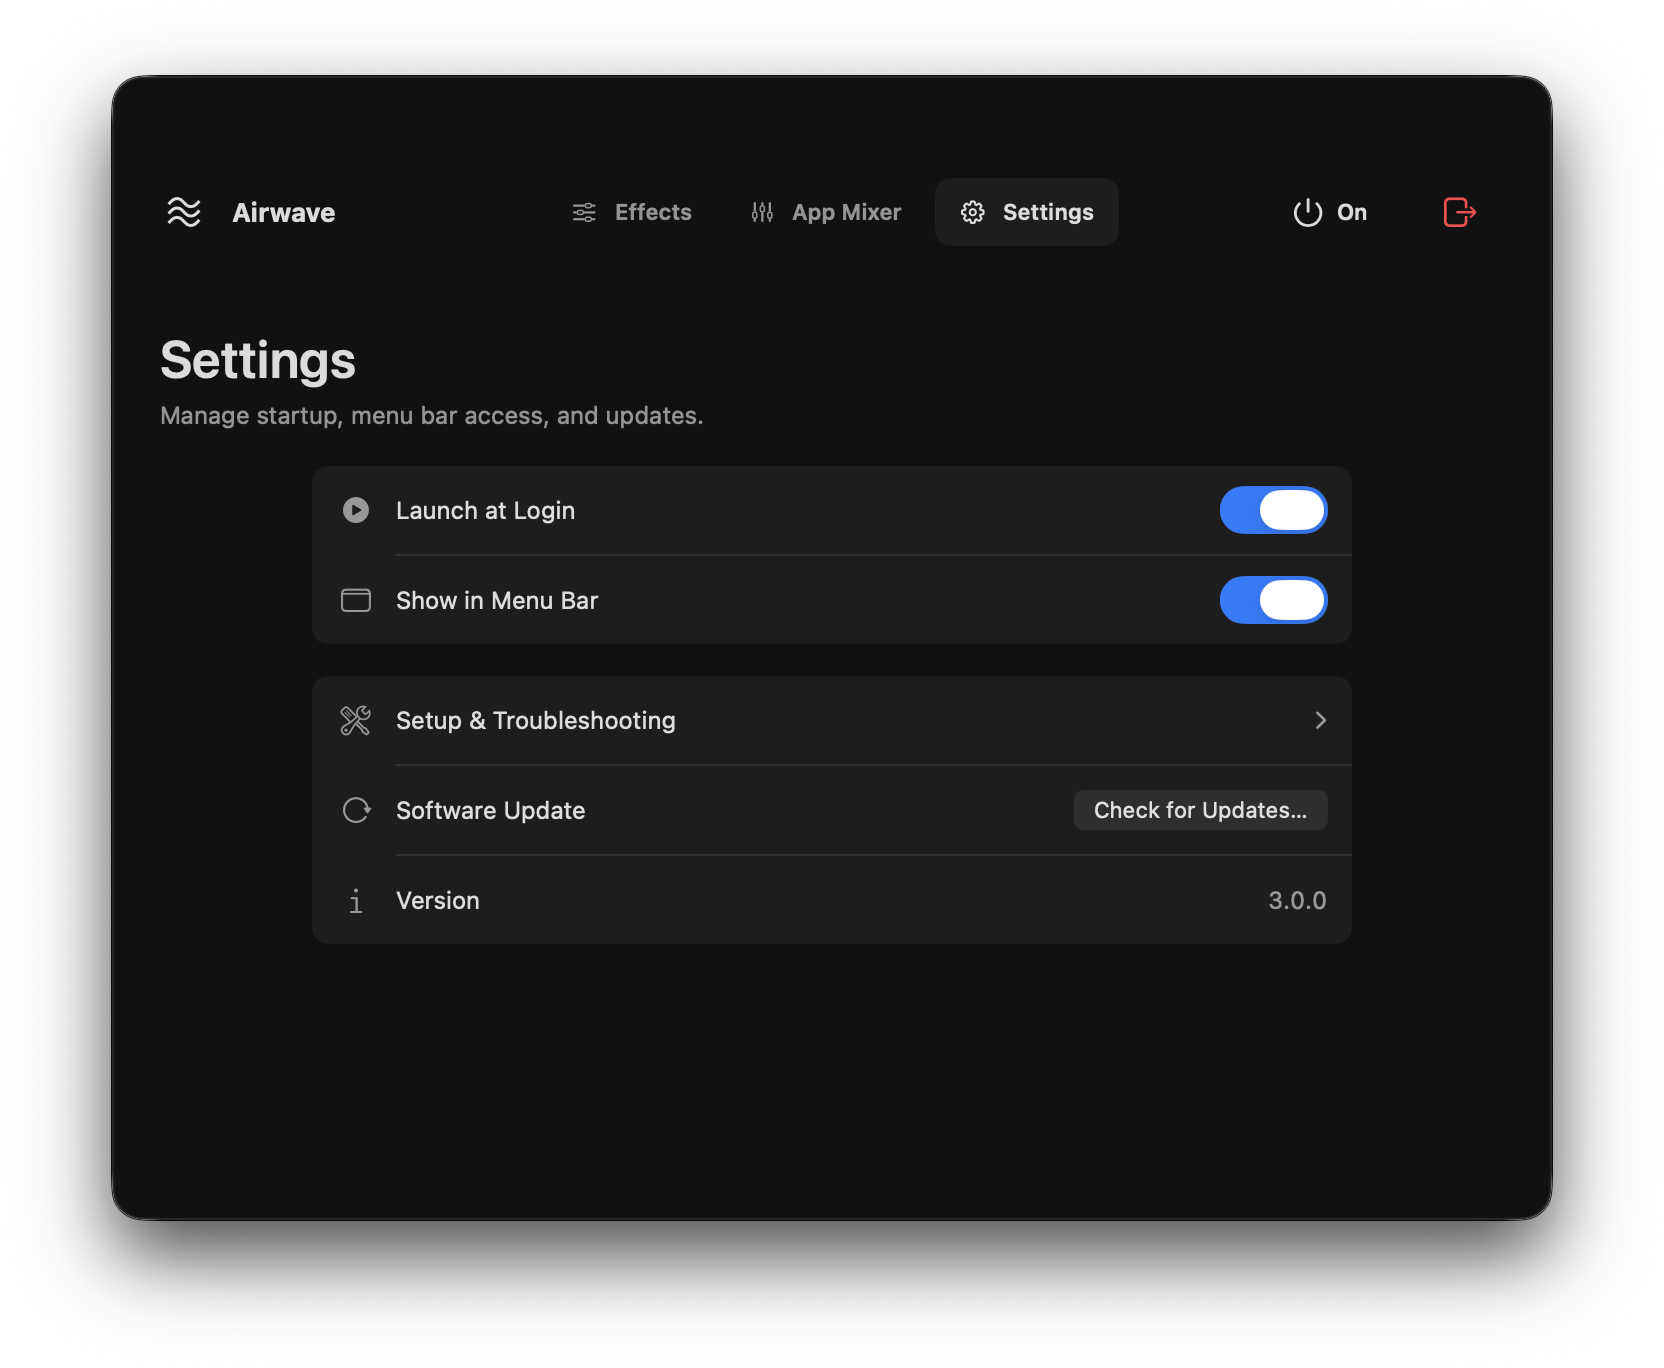 Airwave
Effects
App Mixer
Settings
On
Settings
Manage startup, menu bar access, and updates.
Launch at Login
Show in Menu Bar
Setup & Troubleshooting
Software Update
Check for Updates...
Version
3.0.0